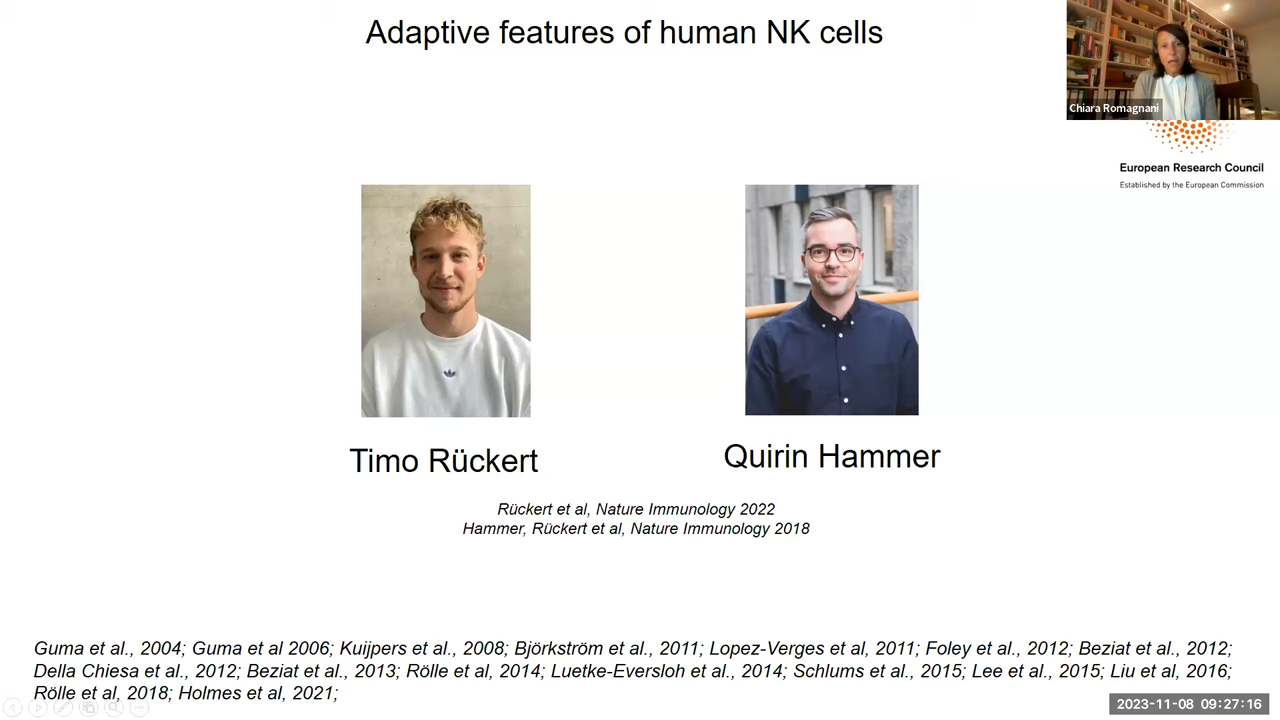 Adaptive features of human NK cells
Chiara Romagnani
European Research Council
Established by the European Commission
Timo Rückert
Quirin Hammer
Rückert et al, Nature Immunology 2022
Hammer, Rückert et al, Nature Immunology 2018
Guma et al., 2004; Guma et al 2006; Kuijpers et al., 2008; Björkström et al., 2011; Lopez-Verges et al, 2011; Foley et al., 2012; Beziat et al., 2012;
Della Chiesa et al., 2012; Beziat et al., 2013; Rölle et al, 2014; Luetke-Eversloh et al., 2014; Schlums et al., 2015; Lee et al., 2015; Liu et al, 2016;
Rölle et al, 2018; Holmes et al, 2021;
2023-11-08 09:27:16